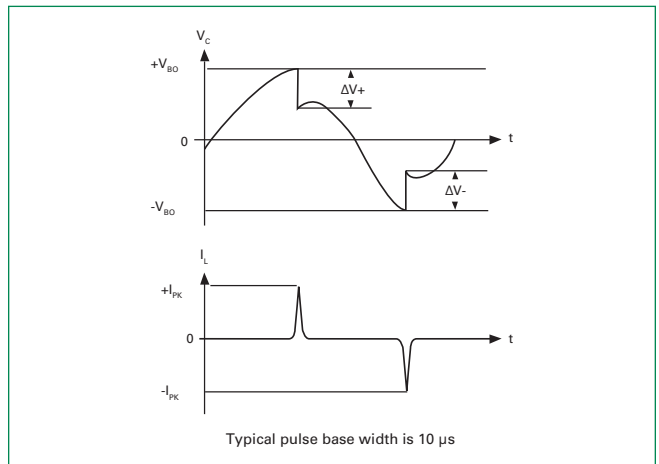 V_C
+V_BO
ΔV+
0
t
ΔV-
-V_BO
I_L
+I_PK
0
t
-I_PK
Typical pulse base width is 10 µs